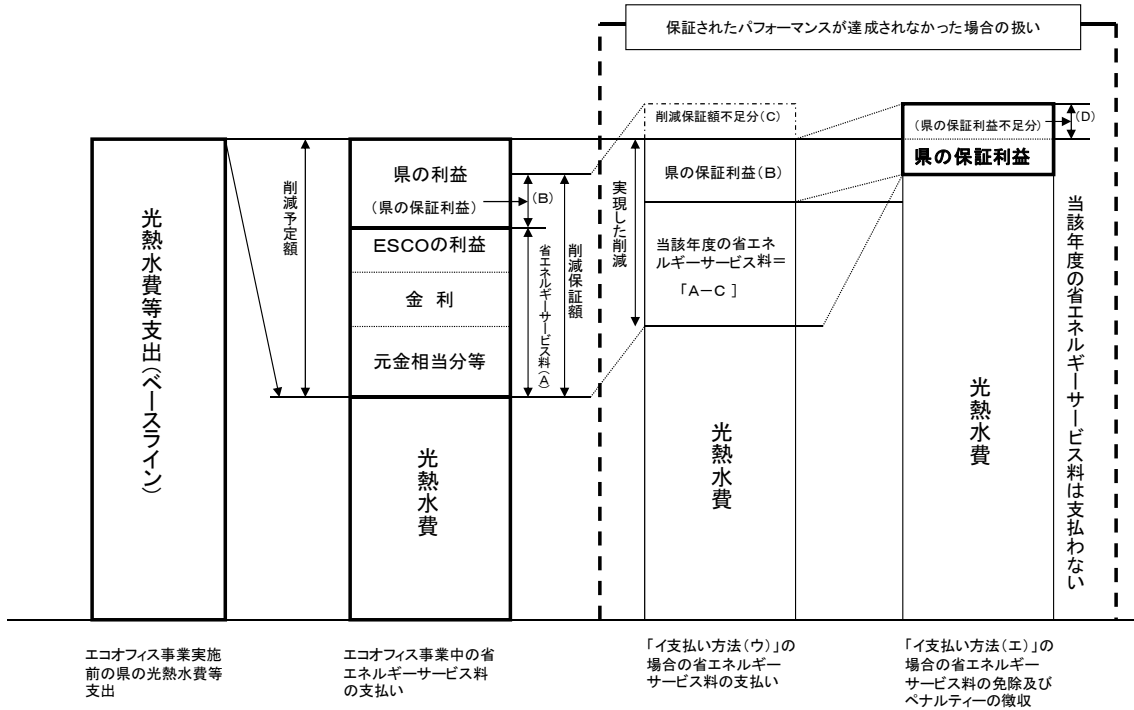 保証されたパフォーマンスが達成されなかった場合の扱い
光熱水費等支出(ベースライン)
削減予定額
県の利益
(県の保証利益)
(B)
ESCOの利益
金 利
元金相当分等
省エネルギーサービス料(A)
削減保証額
光熱水費
削減保証額不足分(C)
県の保証利益(B)
実現した削減
当該年度の省エネ
ルギーサービス料=
「A-C ]
光熱水費
(県の保証利益不足分)
(D)
県の保証利益
光熱水費
当該年度の省エネルギーサービス料は支払わない
エコオフィス事業実施
前の県の光熱水費等
支出
エコオフィス事業中の省
エネルギーサービス料
の支払い
「イ支払い方法(ウ)」の
場合の省エネルギー
サービス料の支払い
「イ支払い方法(エ)」の
場合の省エネルギー
サービス料の免除及び
ペナルティーの徴収